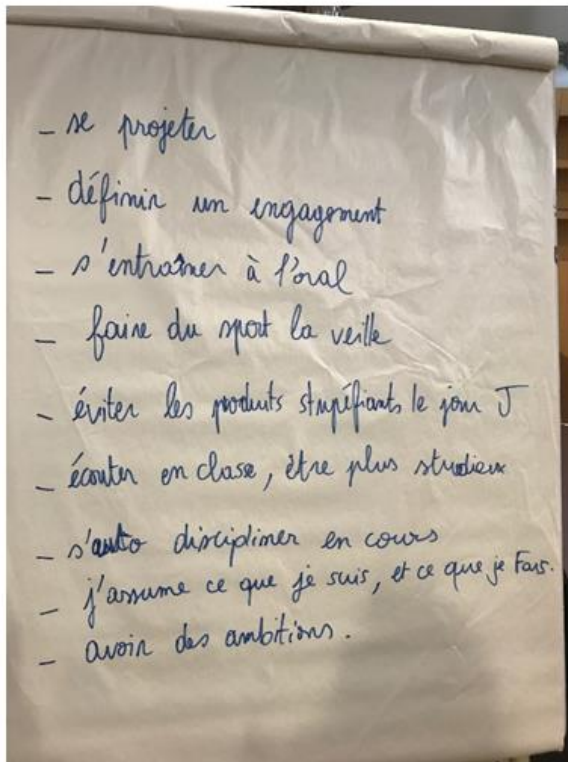 - se projeter
- définir un engagement
- s'entraîner à l'oral
- faire du sport la veille
- éviter les produits stupéfiants le jour J
- écouter en classe, être plus studieux
- s'auto discipliner en cours
- j'assume ce que je suis, et ce que je Fais.
- avoir des ambitions.